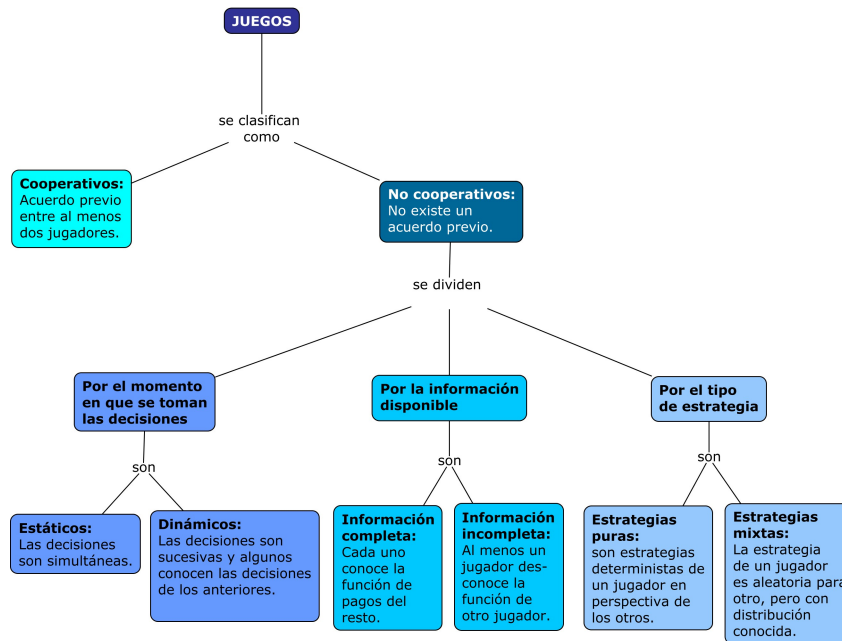 JUEGOS
se clasifican
como
Cooperativos:
Acuerdo previo
entre al menos
dos jugadores.
No cooperativos:
No existe un
acuerdo previo.
se dividen
Por el momento
en que se toman
las decisiones
Por la información
disponible
Por el tipo
de estrategia
son
son
son
Estáticos:
Las decisiones
son simultáneas.
Dinámicos:
Las decisiones son
sucesivas y algunos
conocen las decisiones
de los anteriores.
Información
completa:
Cada uno
conoce la
función de
pagos del
resto.
Información
incompleta:
Al menos un
jugador des-
conoce la
función de
otro jugador.
Estrategias
puras:
son estrategias
deterministas de
un jugador en
perspectiva de
los otros.
Estrategias
mixtas:
La estrategia
de un jugador
es aleatoria para
otro, pero con
distribución
conocida.